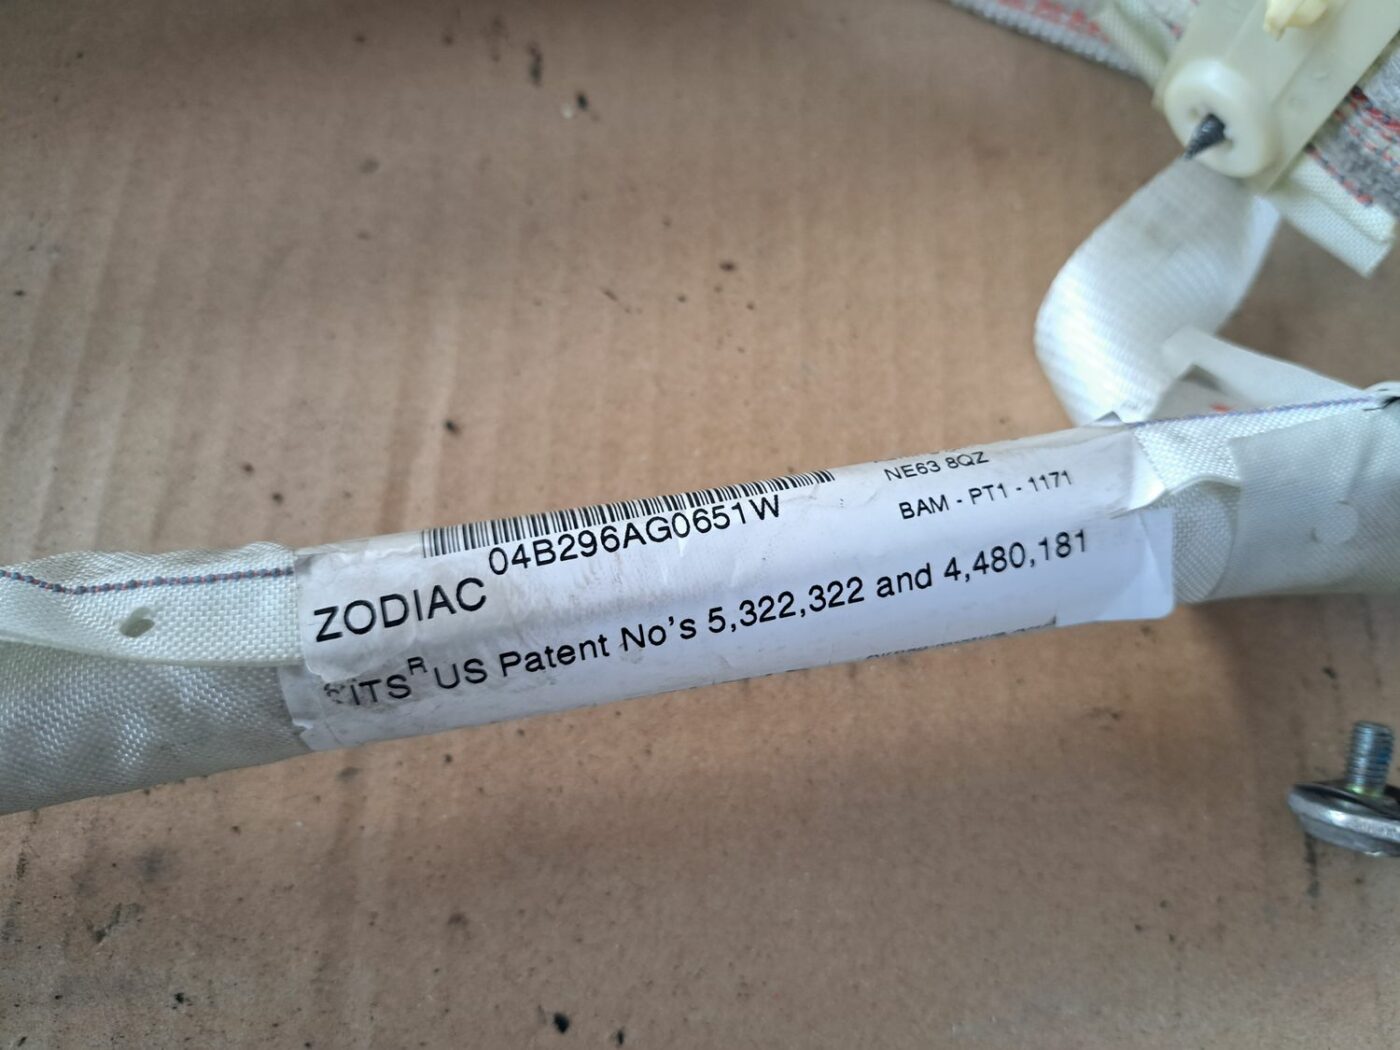 04B296AG0651W
ZODIAC
ITS R US Patent No's 5,322,322 and 4,480,181
NE63 8QZ
BAM - PT1 - 1171